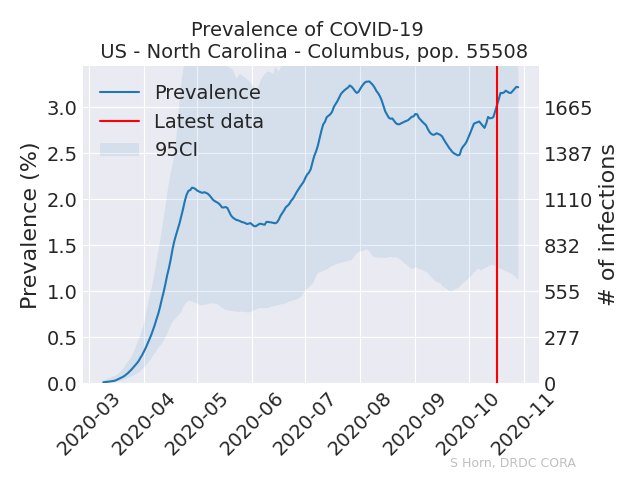 Prevalence of COVID-19
US - North Carolina - Columbus, pop. 55508
Prevalence
Latest data
95CI
Prevalence (%)
3.0
2.5
2.0
1.5
1.0
0.5
0.0
1665
1387
1110
832
555
277
0
# of infections
2020-03
2020-04
2020-05
2020-06
2020-07
2020-08
2020-09
2020-10
2020-11
S Horn, DRDC CORA